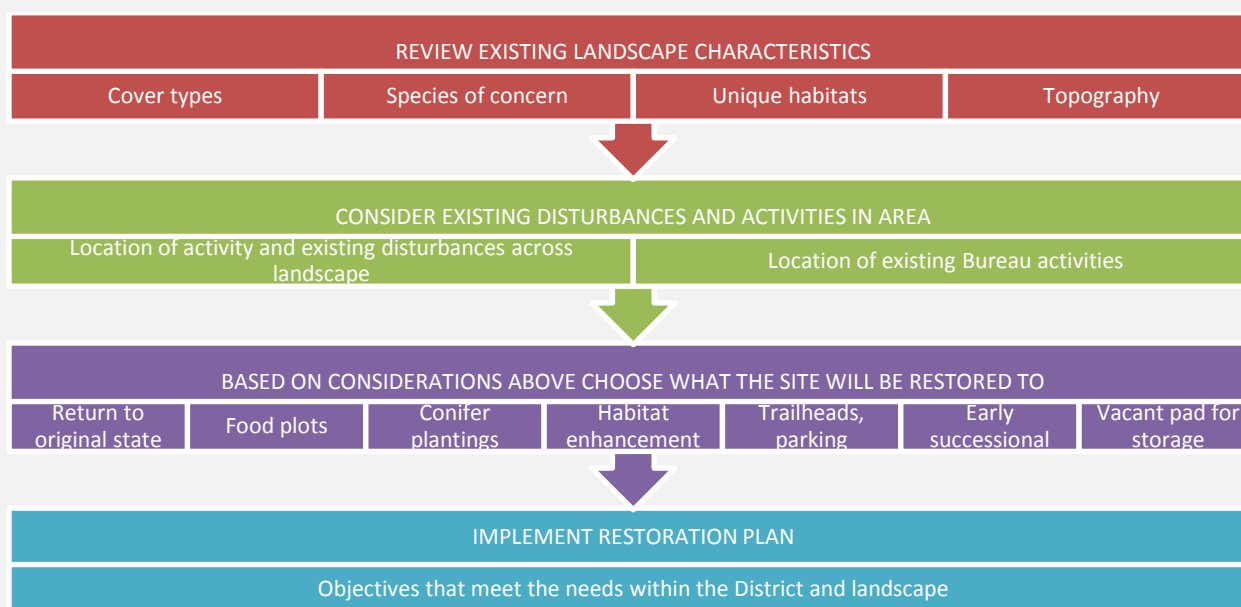 REVIEW EXISTING LANDSCAPE CHARACTERISTICS
Cover types
Species of concern
Unique habitats
Topography
CONSIDER EXISTING DISTURBANCES AND ACTIVITIES IN AREA
Location of activity and existing disturbances across
landscape
Location of existing Bureau activities
BASED ON CONSIDERATIONS ABOVE CHOOSE WHAT THE SITE WILL BE RESTORED TO
Return to
original state
Food plots
Conifer
plantings
Habitat
enhancement
Trailheads,
parking
Early
successional
Vacant pad for
storage
IMPLEMENT RESTORATION PLAN
Objectives that meet the needs within the District and landscape